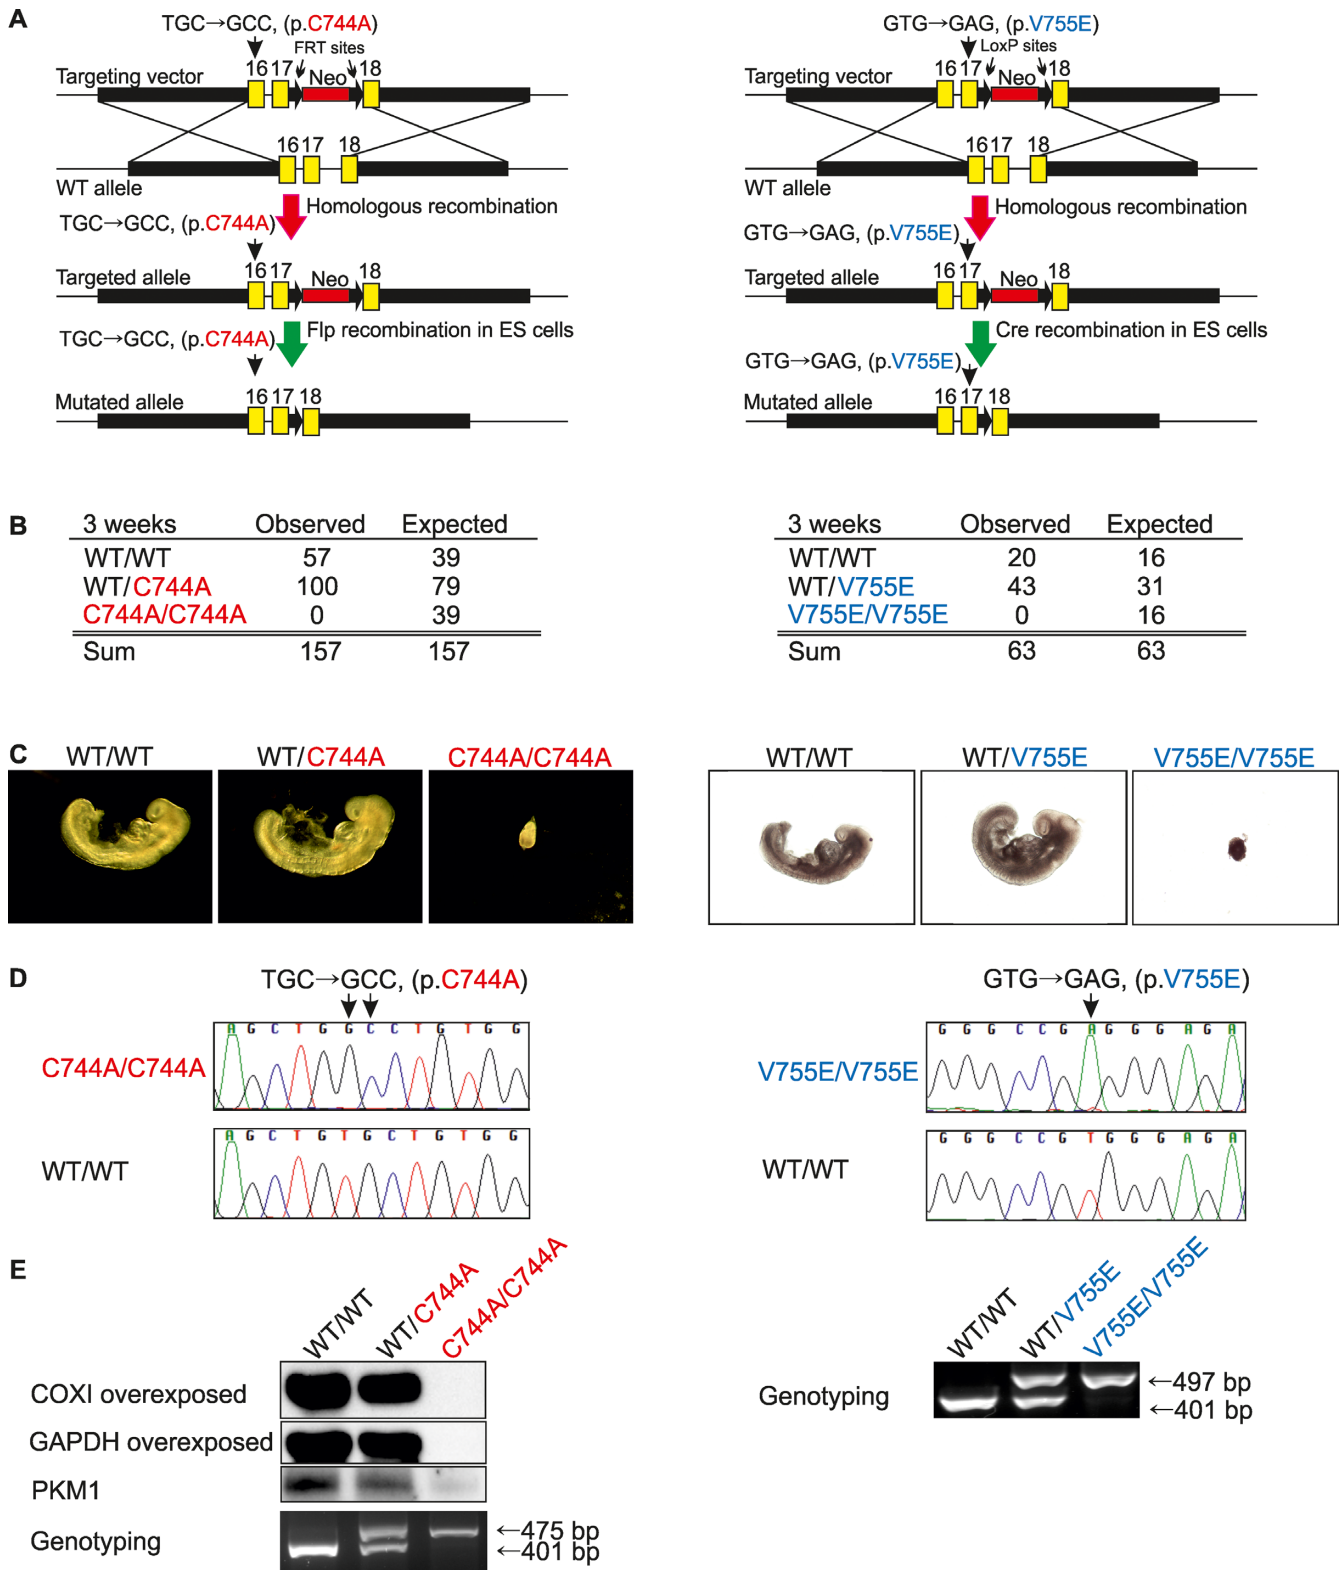 A
TGC→GCC, (p.C744A)
FRT sites
Targeting vector
16 17 Neo 18
16 17 18
WT allele
Homologous recombination
TGC→GCC, (p.C744A)
16 17 Neo 18
Targeted allele
Flp recombination in ES cells
TGC→GCC, (p.C744A)
16 17 18
Mutated allele
GTG→GAG, (p.V755E)
LoxP sites
Targeting vector
16 17 Neo 18
16 17 18
WT allele
Homologous recombination
GTG→GAG, (p.V755E)
16 17 Neo 18
Targeted allele
Cre recombination in ES cells
GTG→GAG, (p.V755E)
16 17 18
Mutated allele
B
3 weeks Observed Expected
WT/WT 57 39
WT/C744A 100 79
C744A/C744A 0 39
Sum 157 157
3 weeks Observed Expected
WT/WT 20 16
WT/V755E 43 31
V755E/V755E 0 16
Sum 63 63
C
WT/WT WT/C744A C744A/C744A
WT/WT WT/V755E V755E/V755E
D
TGC→GCC, (p.C744A)
A G C T G G C C T G T G G
C744A/C744A
A G C T G T G C T G T G G
WT/WT
GTG→GAG, (p.V755E)
G G G C C G A G G G A G A
V755E/V755E
G G G C C G T G G G A G A
WT/WT
E
WT/WT WT/C744A C744A/C744A
COXI overexposed
GAPDH overexposed
PKM1
Genotyping
←475 bp
←401 bp
WT/WT WT/V755E V755E/V755E
Genotyping
←497 bp
←401 bp